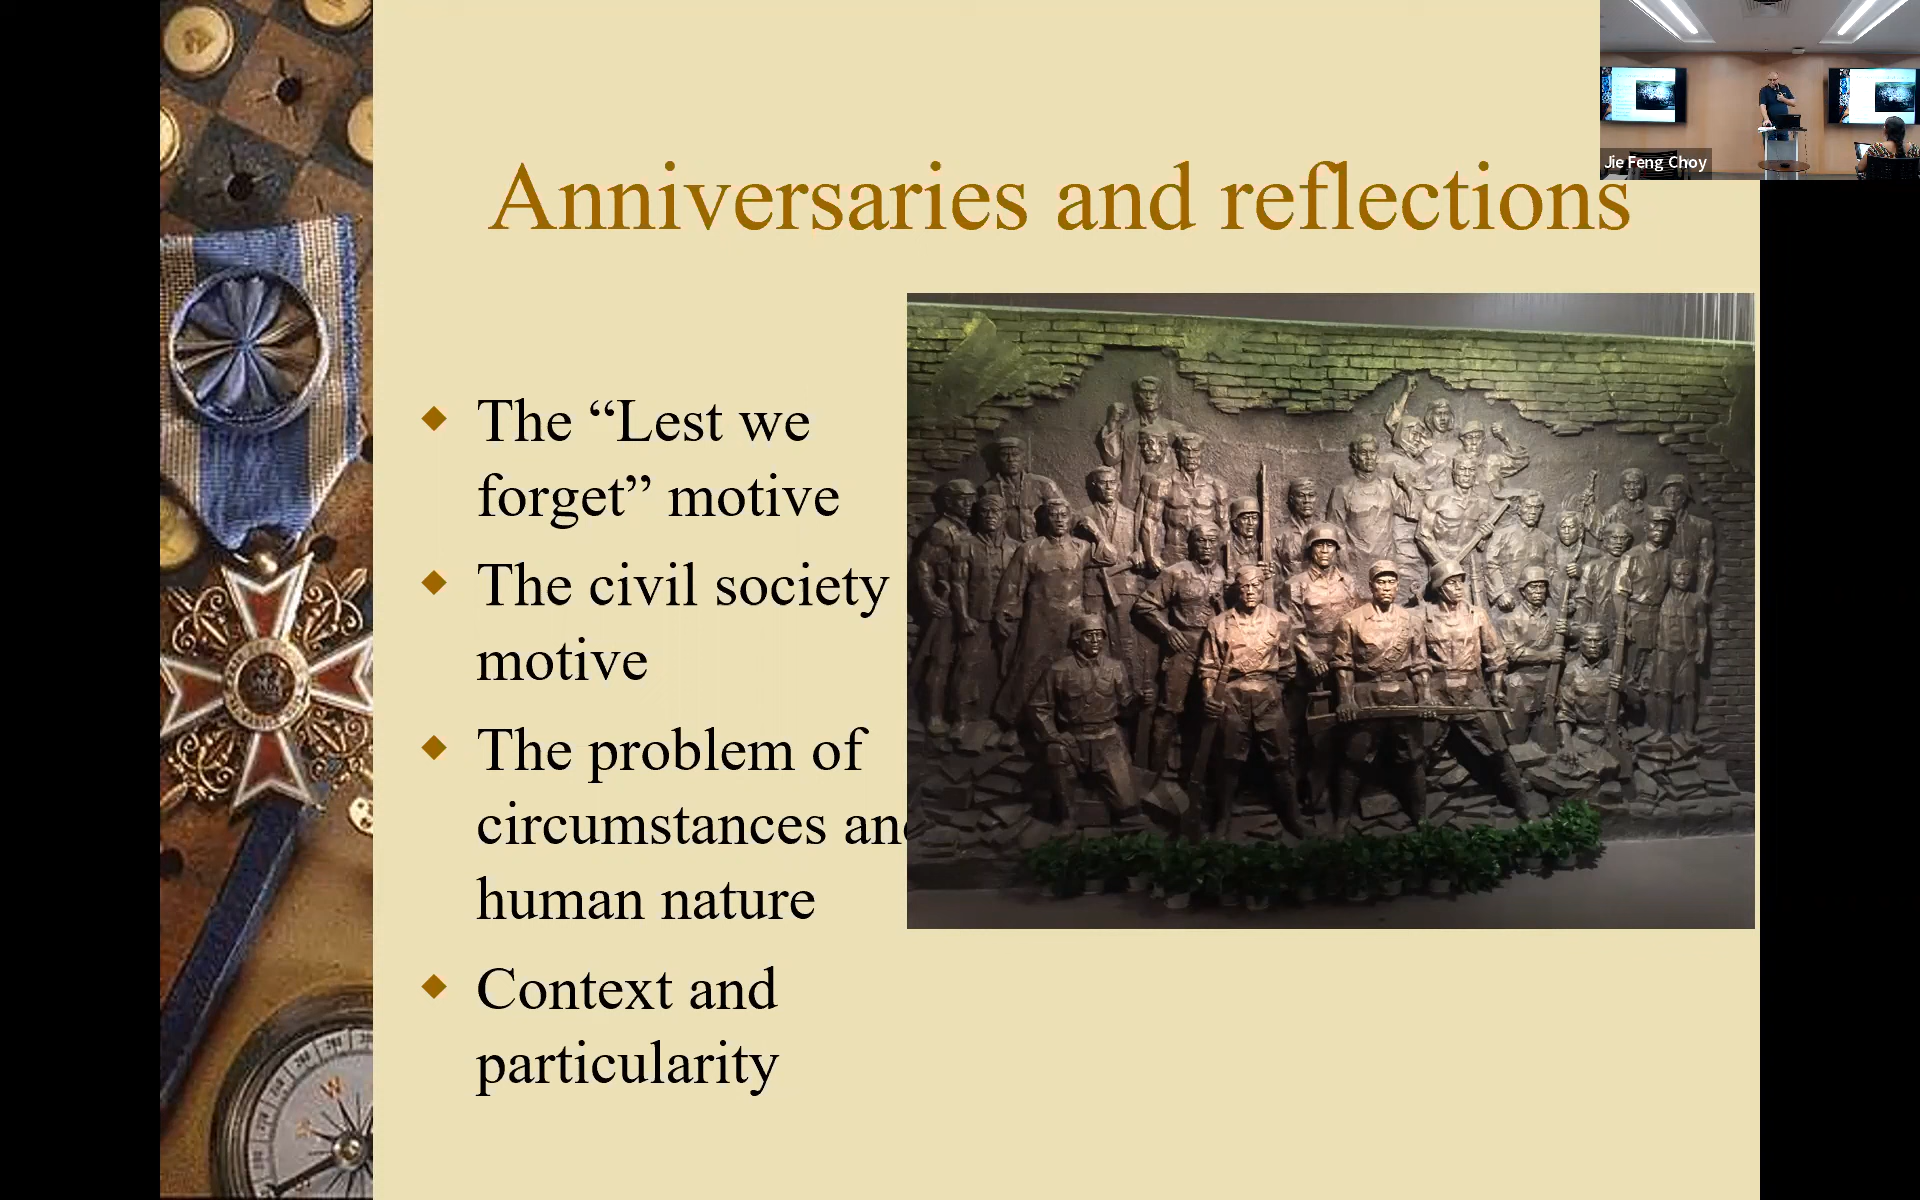 Jie Feng Choy
Anniversaries and reflections
The “Lest we
forget” motive
The civil society
motive
The problem of
circumstances and
human nature
Context and
particularity